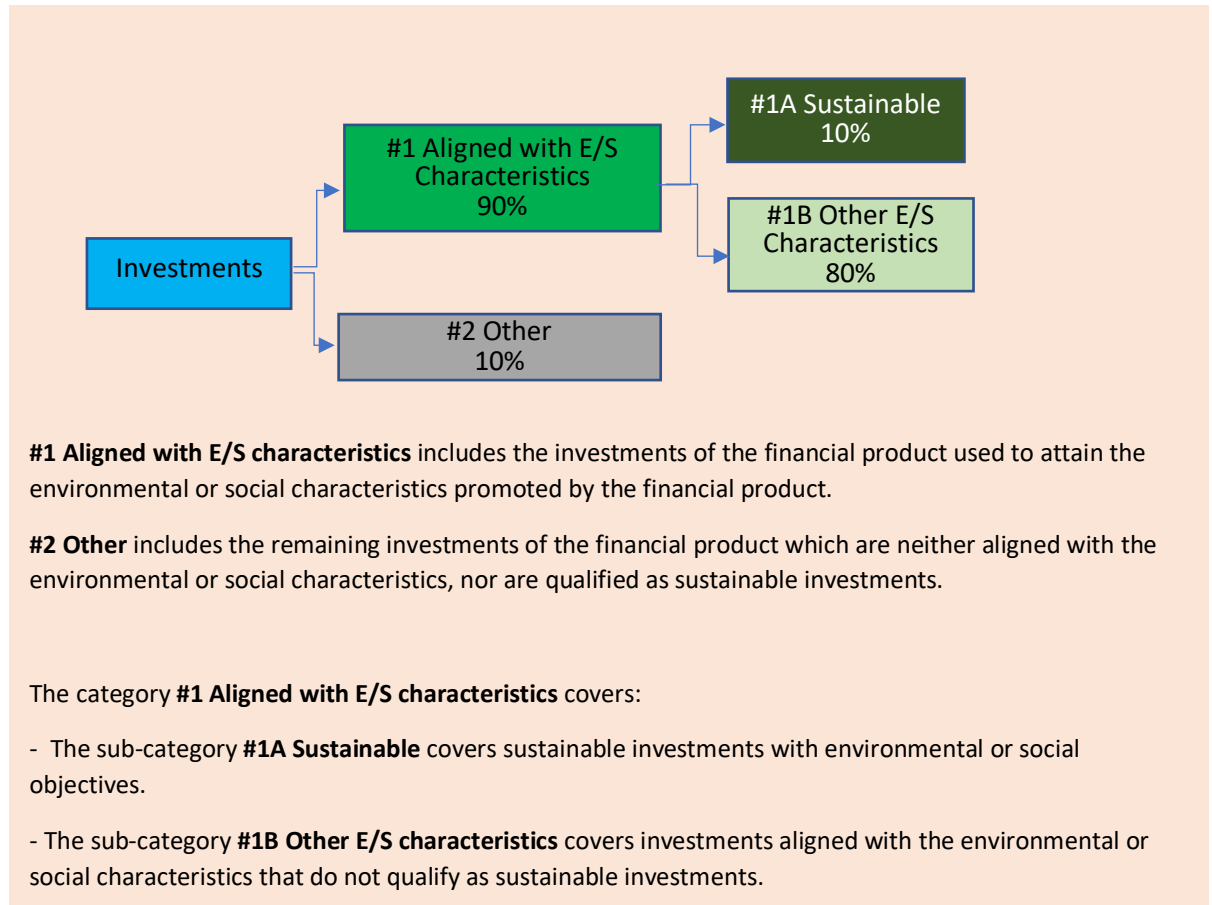 #1A Sustainable
10%
#1 Aligned with E/S
Characteristics
90%
#1B Other E/S
Characteristics
80%
Investments
#2 Other
10%
#1 Aligned with E/S characteristics includes the investments of the financial product used to attain the
environmental or social characteristics promoted by the financial product.
#2 Other includes the remaining investments of the financial product which are neither aligned with the
environmental or social characteristics, nor are qualified as sustainable investments.
The category #1 Aligned with E/S characteristics covers:
- The sub-category #1A Sustainable covers sustainable investments with environmental or social
objectives.
- The sub-category #1B Other E/S characteristics covers investments aligned with the environmental or
social characteristics that do not qualify as sustainable investments.